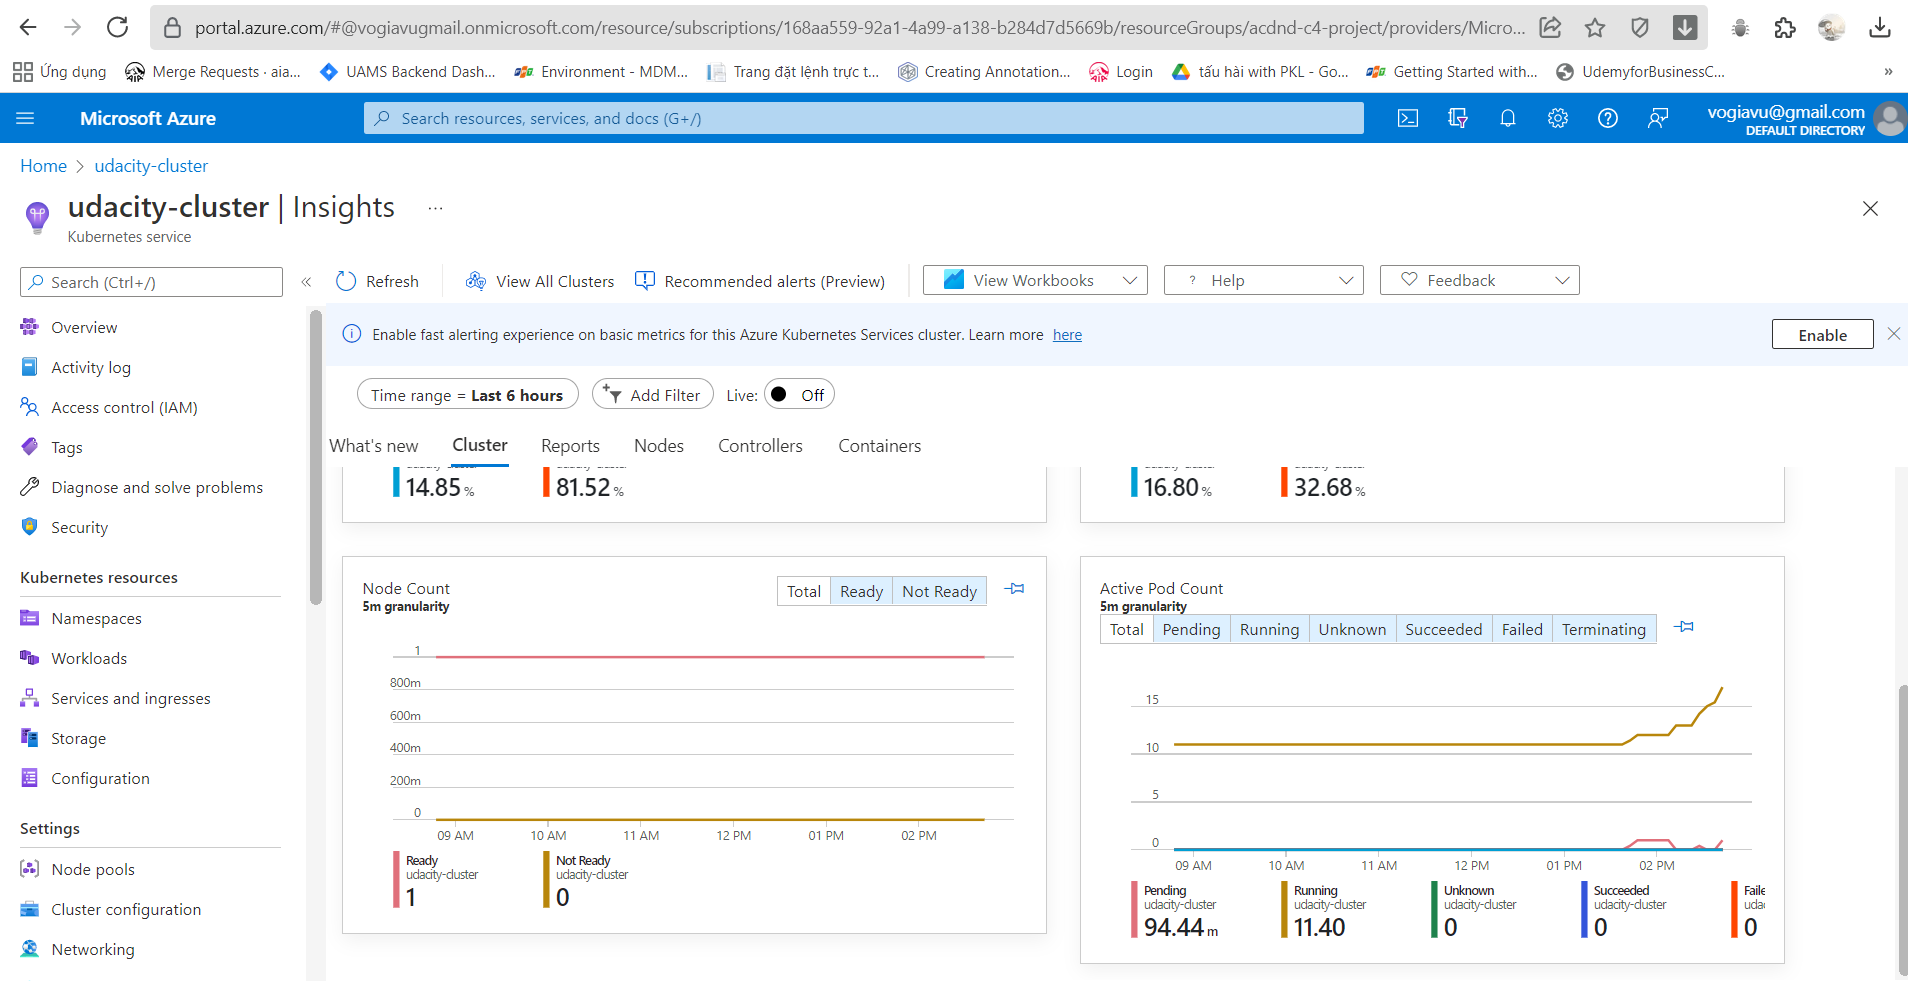 portal.azure.com/#@vogiavugmail.onmicrosoft.com/resource/subscriptions/168aa559-92a1-4a99-a138-b284d7d5669b/resourceGroups/acdnd-c4-project/providers/Micro...
Ứng dụng Merge Requests · aia... UAMS Backend Dash... Environment - MDM... Trang đặt lệnh trực t... Creating Annotation... Login tấu hài with PKL - Go... Getting Started with... UdemyforBusinessC... »
Microsoft Azure
Search resources, services, and docs (G+/)
vogiavu@gmail.com
DEFAULT DIRECTORY
Home > udacity-cluster
udacity-cluster | Insights ...
Kubernetes service
Search (Ctrl+/) «
Overview
Activity log
Access control (IAM)
Tags
Diagnose and solve problems
Security
Kubernetes resources
Namespaces
Workloads
Services and ingresses
Storage
Configuration
Settings
Node pools
Cluster configuration
Networking
Refresh View All Clusters Recommended alerts (Preview) View Workbooks ? Help Feedback
Enable fast alerting experience on basic metrics for this Azure Kubernetes Services cluster. Learn more here
Enable
Time range = Last 6 hours Add Filter Live: Off
What's new Cluster Reports Nodes Controllers Containers
14.85 % 81.52 %
16.80 % 32.68 %
Node Count
5m granularity
Total Ready Not Ready
1
800m
600m
400m
200m
0
09 AM 10 AM 11 AM 12 PM 01 PM 02 PM
Ready
udacity-cluster
1
Not Ready
udacity-cluster
0
Active Pod Count
5m granularity
Total Pending Running Unknown Succeeded Failed Terminating
15
10
5
0
09 AM 10 AM 11 AM 12 PM 01 PM 02 PM
Pending
udacity-cluster
94.44 m
Running
udacity-cluster
11.40
Unknown
udacity-cluster
0
Succeeded
udacity-cluster
0
Faile
udac
0